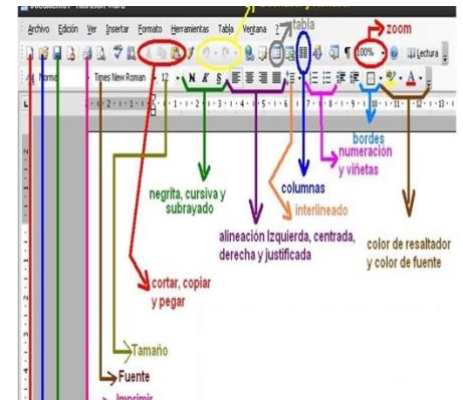 tabla
Archivo Edición Ver Insertar Formato Herramientas Tabla Ventana ?
zoom
100% Lectura
Normal Times New Roman 12 N K S
bordes
numeración
y viñetas
columnas
negrita, cursiva y
subrayado
interlineado
alineación Izquierda, centrada,
derecha y justificada
color de resaltador
y color de fuente
cortar, copiar
y pegar
Tamaño
Fuente
Imprimir